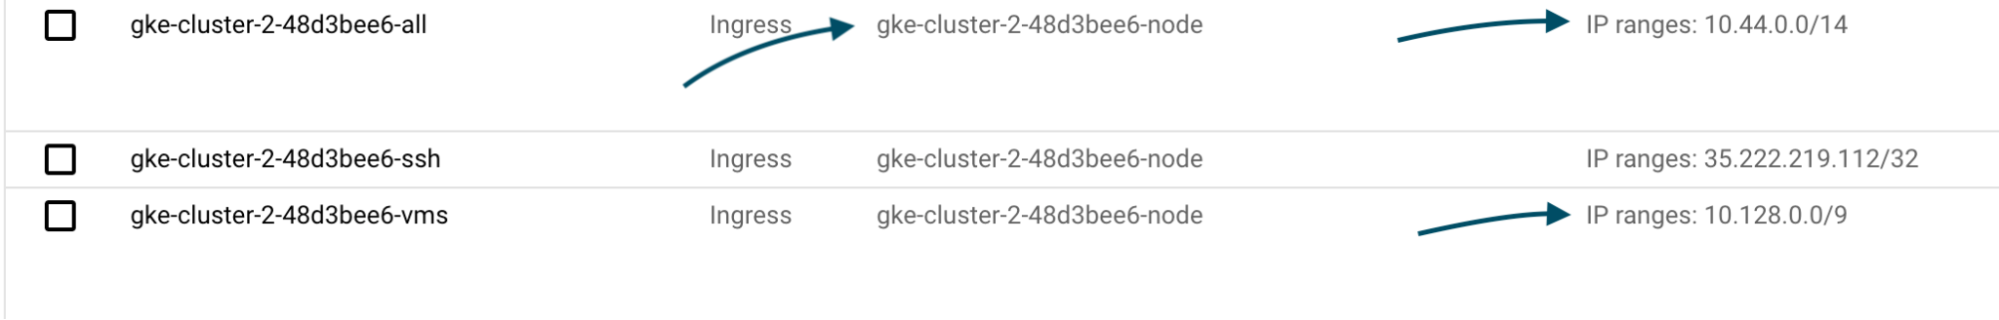 gke-cluster-2-48d3bee6-all Ingress gke-cluster-2-48d3bee6-node IP ranges: 10.44.0.0/14
gke-cluster-2-48d3bee6-ssh Ingress gke-cluster-2-48d3bee6-node IP ranges: 35.222.219.112/32
gke-cluster-2-48d3bee6-vms Ingress gke-cluster-2-48d3bee6-node IP ranges: 10.128.0.0/9